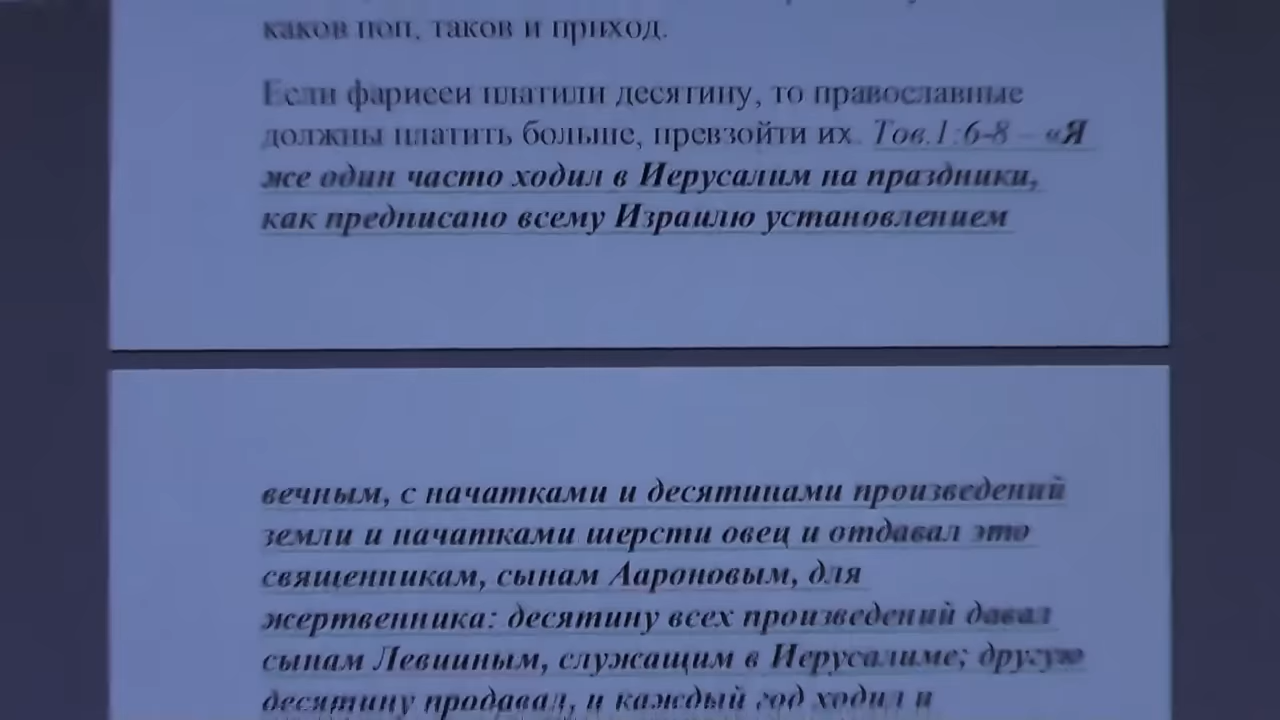 каков поп, таков и приход.
Если фарисеи платили десятину, то православные
должны платить больше, превзойти их. Тов.1:6-8 – «Я
же один часто ходил в Иерусалим на праздники,
как предписано всему Израилю установлением
вечным, с начатками и десятинами произведений
земли и начатками шерсти овец и отдавал это
священникам, сынам Аароновым, для
жертвенника: десятину всех произведений давал
сынам Левииным, служащим в Иерусалиме; другую
десятину продавал, и каждый год ходил и